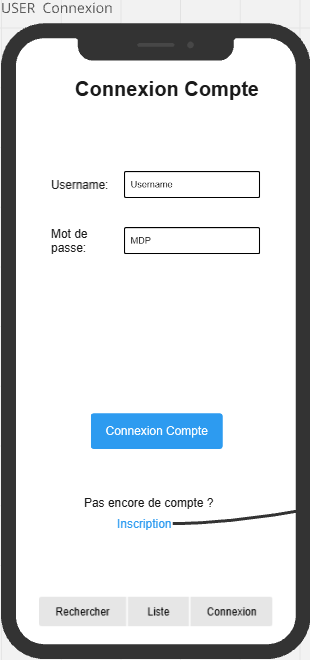 USER Connexion
Connexion Compte
Username: Username
Mot de passe: MDP
Connexion Compte
Pas encore de compte ?
Inscription
Rechercher Liste Connexion